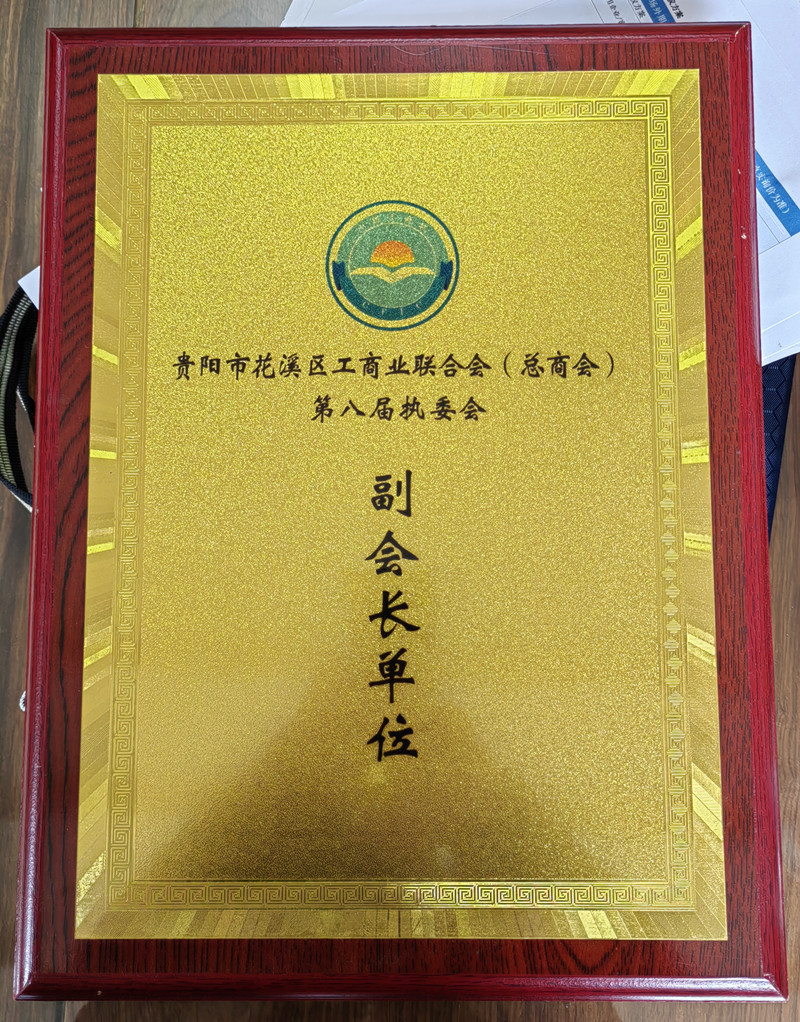 贵阳市花溪区工商业联合会（总商会）
第八届执委会
副会长单位